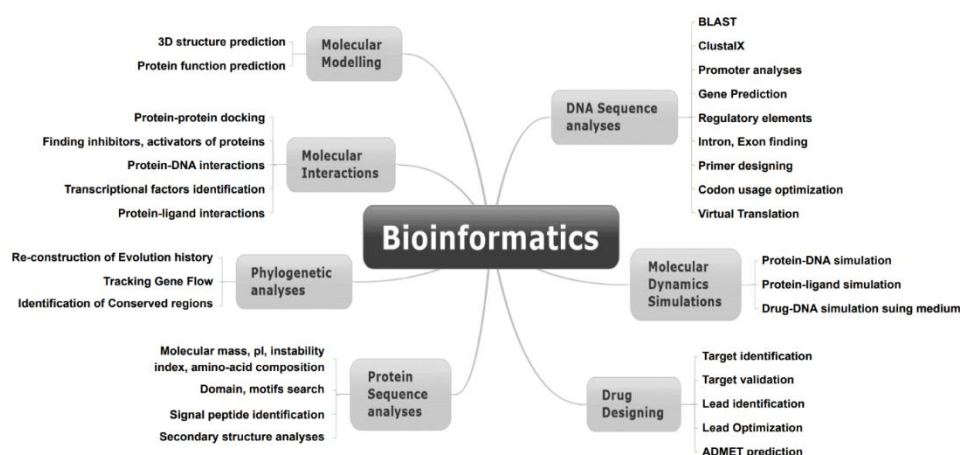 3D structure prediction
Protein function prediction
Molecular
Modelling
Protein-protein docking
Finding inhibitors, activators of proteins
Protein-DNA interactions
Transcriptional factors identification
Protein-ligand interactions
Molecular
Interactions
Re-construction of Evolution history
Tracking Gene Flow
Identification of Conserved regions
Phylogenetic
analyses
Molecular mass, pI, instability
index, amino-acid composition
Domain, motifs search
Signal peptide identification
Secondary structure analyses
Protein
Sequence
analyses
Bioinformatics
DNA Sequence
analyses
BLAST
ClustalX
Promoter analyses
Gene Prediction
Regulatory elements
Intron, Exon finding
Primer designing
Codon usage optimization
Virtual Translation
Molecular
Dynamics
Simulations
Protein-DNA simulation
Protein-ligand simulation
Drug-DNA simulation suing medium
Drug
Designing
Target identification
Target validation
Lead identification
Lead Optimization
ADMET prediction